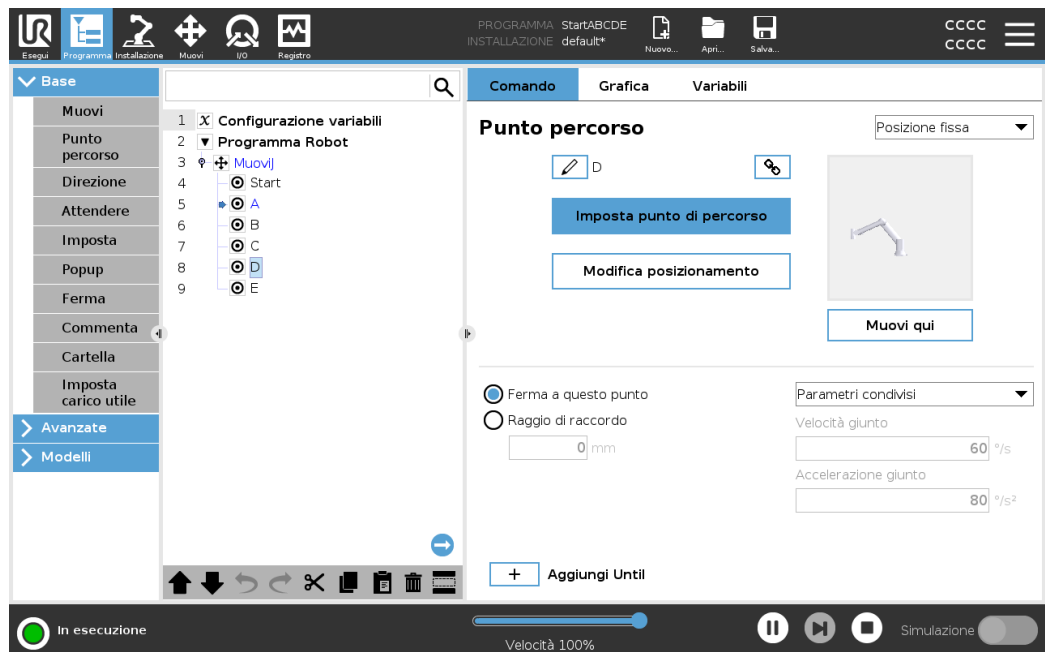 UR
PROGRAMMA StartABCDE
INSTALLAZIONE default*
Esegui Programma Installazione Muovi I/O Registro
Nuovo... Apri... Salva...
CCCC
CCCC
Base
Muovi
Punto
percorso
Direzione
Attendere
Imposta
Popup
Ferma
Commenta
Cartella
Imposta
carico utile
Avanzate
Modelli
1 X Configurazione variabili
2 Programma Robot
3 MuoviJ
4 Start
5 A
6 B
7 C
8 D
9 E
Comando Grafica Variabili
Punto percorso
Posizione fissa
D
Imposta punto di percorso
Modifica posizionamento
Muovi qui
Ferma a questo punto
Raggio di raccordo
0 mm
Parametri condivisi
Velocità giunto
60 °/s
Accelerazione giunto
80 °/s²
+ Aggiungi Until
In esecuzione
Velocità 100%
Simulazione